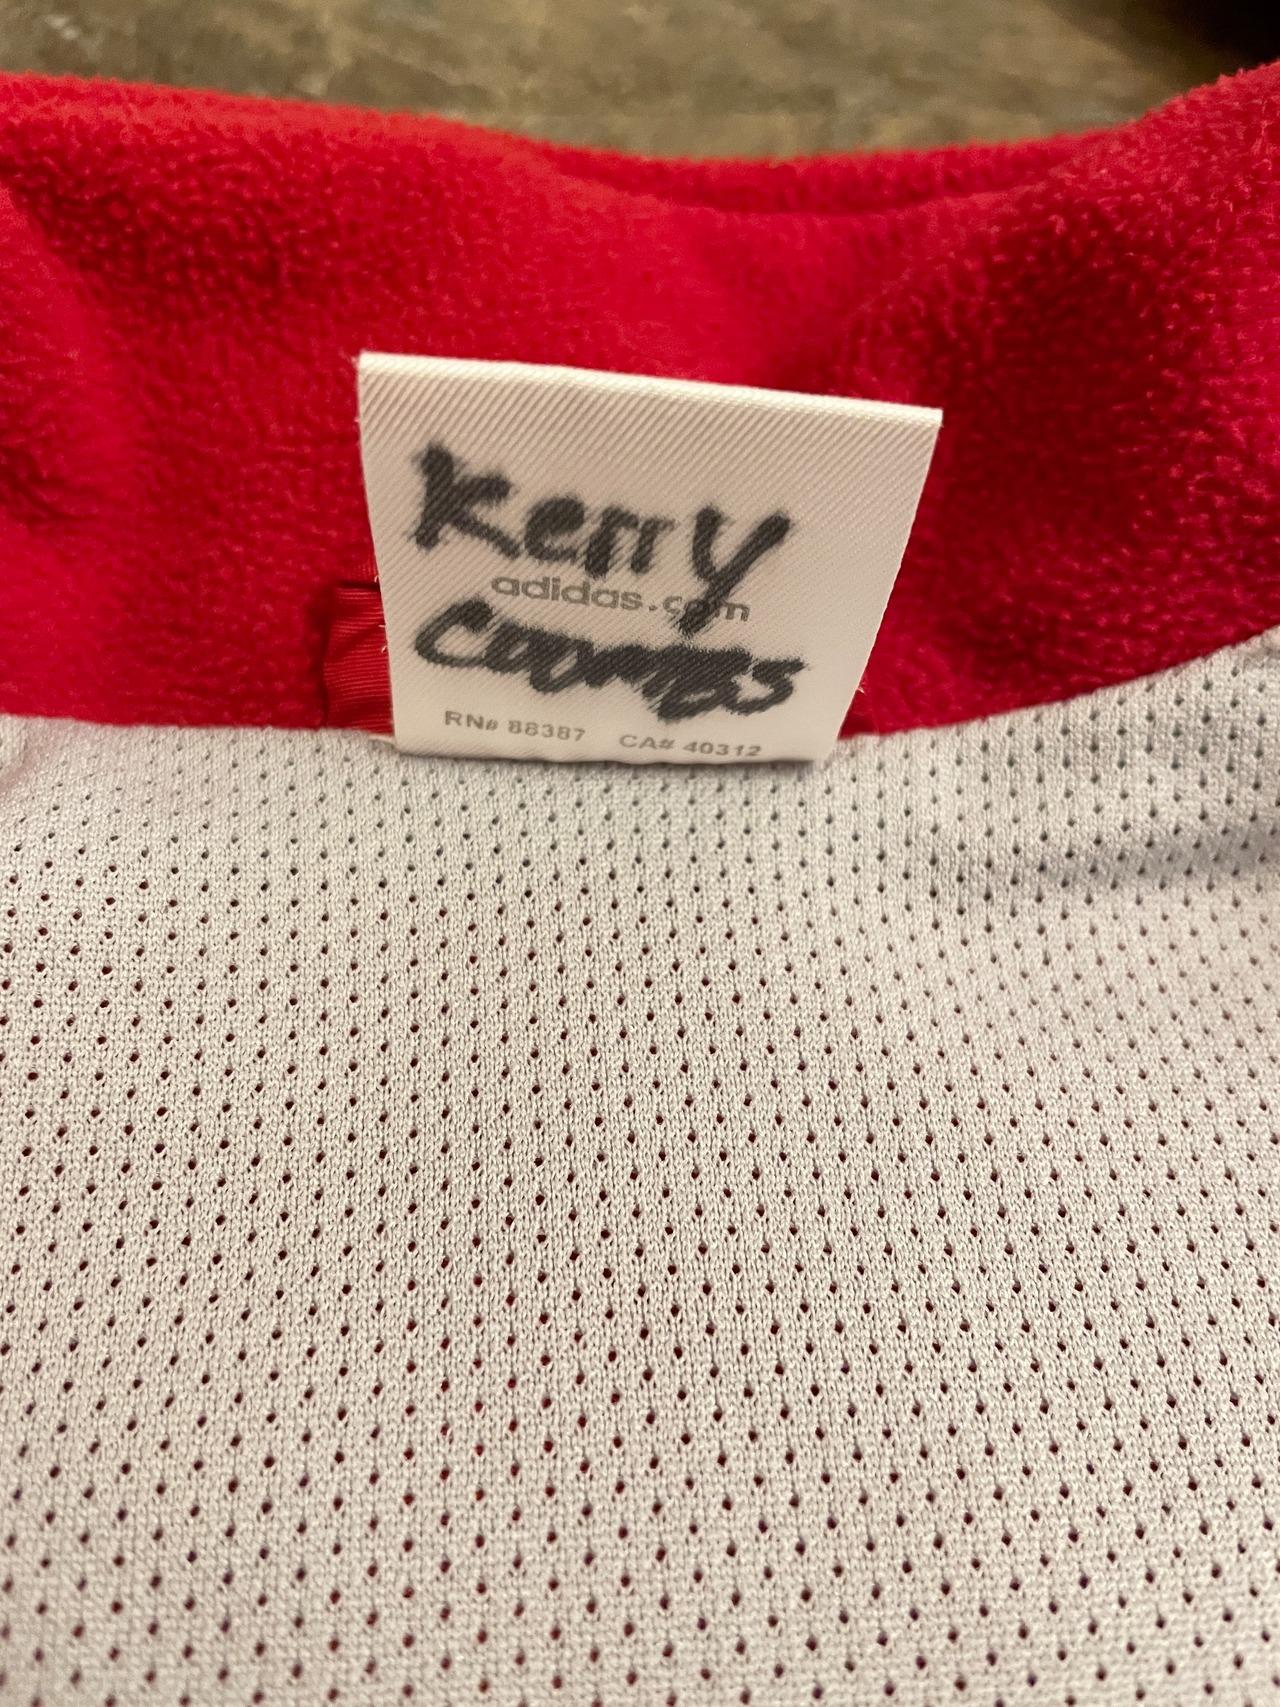 Kerry
adidas.com
Coombs
RN# 88387 CA# 40312